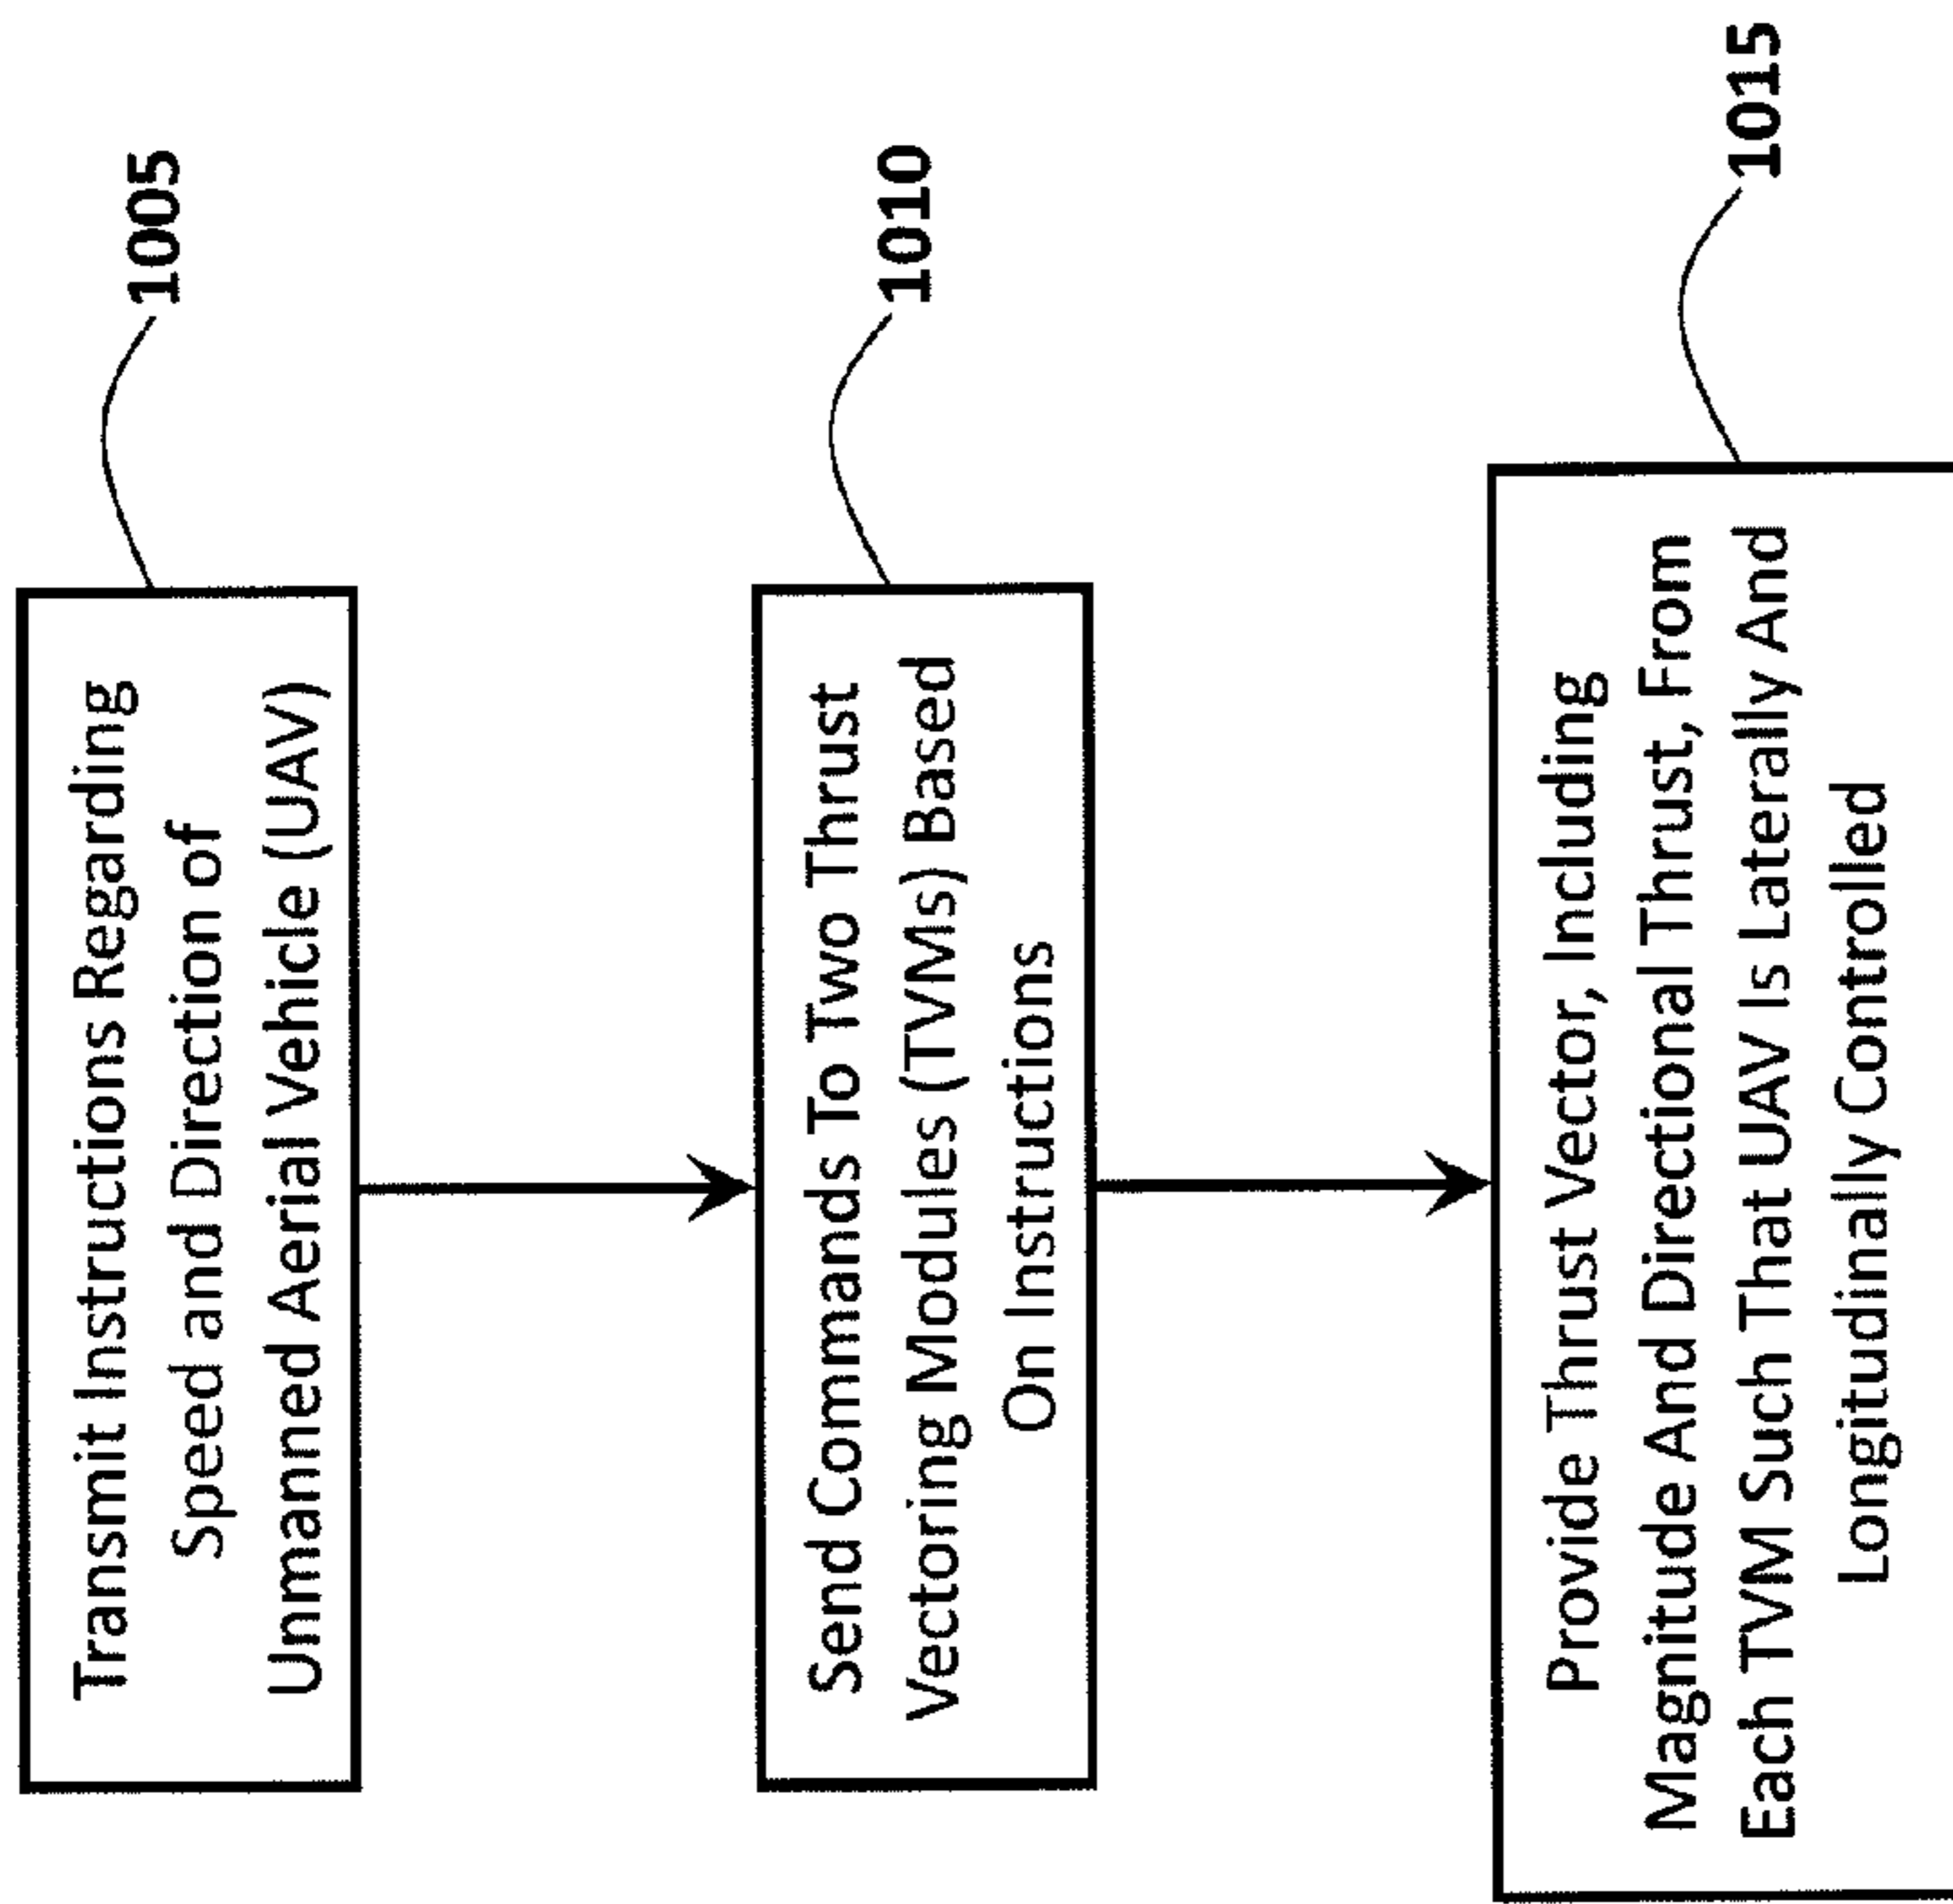 Transmit Instructions Regarding
Speed and Direction of
Unmanned Aerial Vehicle (UAV)
1005
Send Commands To Two Thrust
Vectoring Modules (TVMs) Based
On Instructions
1010
Provide Thrust Vector, Including
Magnitude And Directional Thrust, From
Each TVM Such That UAV Is Laterally And
Longitudinally Controlled
1015